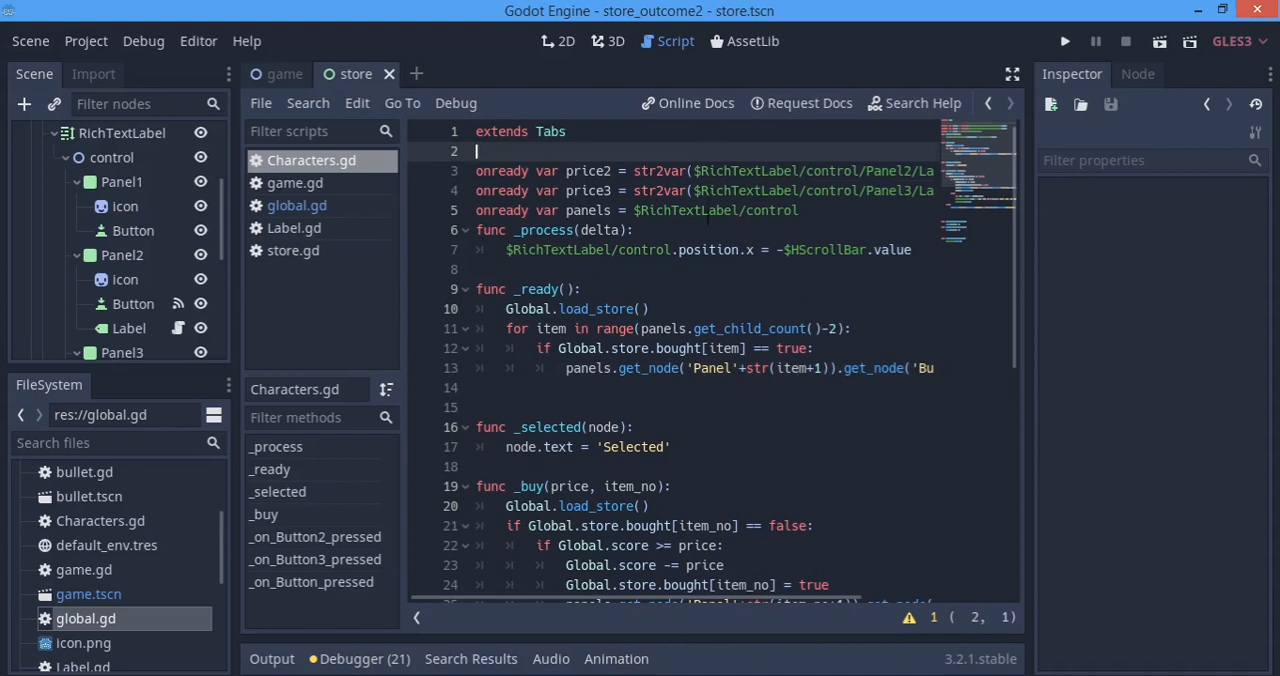 Godot Engine - store_outcome2 - store.tscn
Scene Project Debug Editor Help
2D 3D Script AssetLib
GLES3
Scene Import
Filter nodes
RichTextLabel
control
Panel1
icon
Button
Panel2
icon
Button
Label
Panel3
FileSystem
res://global.gd
Search files
bullet.gd
bullet.tscn
Characters.gd
default_env.tres
game.gd
game.tscn
global.gd
icon.png
Label.gd
game store
File Search Edit Go To Debug
Online Docs Request Docs Search Help
Filter scripts
Characters.gd
game.gd
global.gd
Label.gd
store.gd
Characters.gd
Filter methods
_process
_ready
_selected
_buy
_on_Button2_pressed
_on_Button3_pressed
_on_Button_pressed
1 extends Tabs
2
3 onready var price2 = str2var($RichTextLabel/control/Panel2/La
4 onready var price3 = str2var($RichTextLabel/control/Panel3/La
5 onready var panels = $RichTextLabel/control
6 func _process(delta):
7 $RichTextLabel/control.position.x = -$HScrollBar.value
8
9 func _ready():
10 Global.load_store()
11 for item in range(panels.get_child_count()-2):
12 if Global.store.bought[item] == true:
13 panels.get_node('Panel'+str(item+1)).get_node('Bu
14
15
16 func _selected(node):
17 node.text = 'Selected'
18
19 func _buy(price, item_no):
20 Global.load_store()
21 if Global.store.bought[item_no] == false:
22 if Global.score >= price:
23 Global.score -= price
24 Global.store.bought[item_no] = true
1 ( 2, 1)
Output Debugger (21) Search Results Audio Animation 3.2.1.stable
Inspector Node
Filter properties